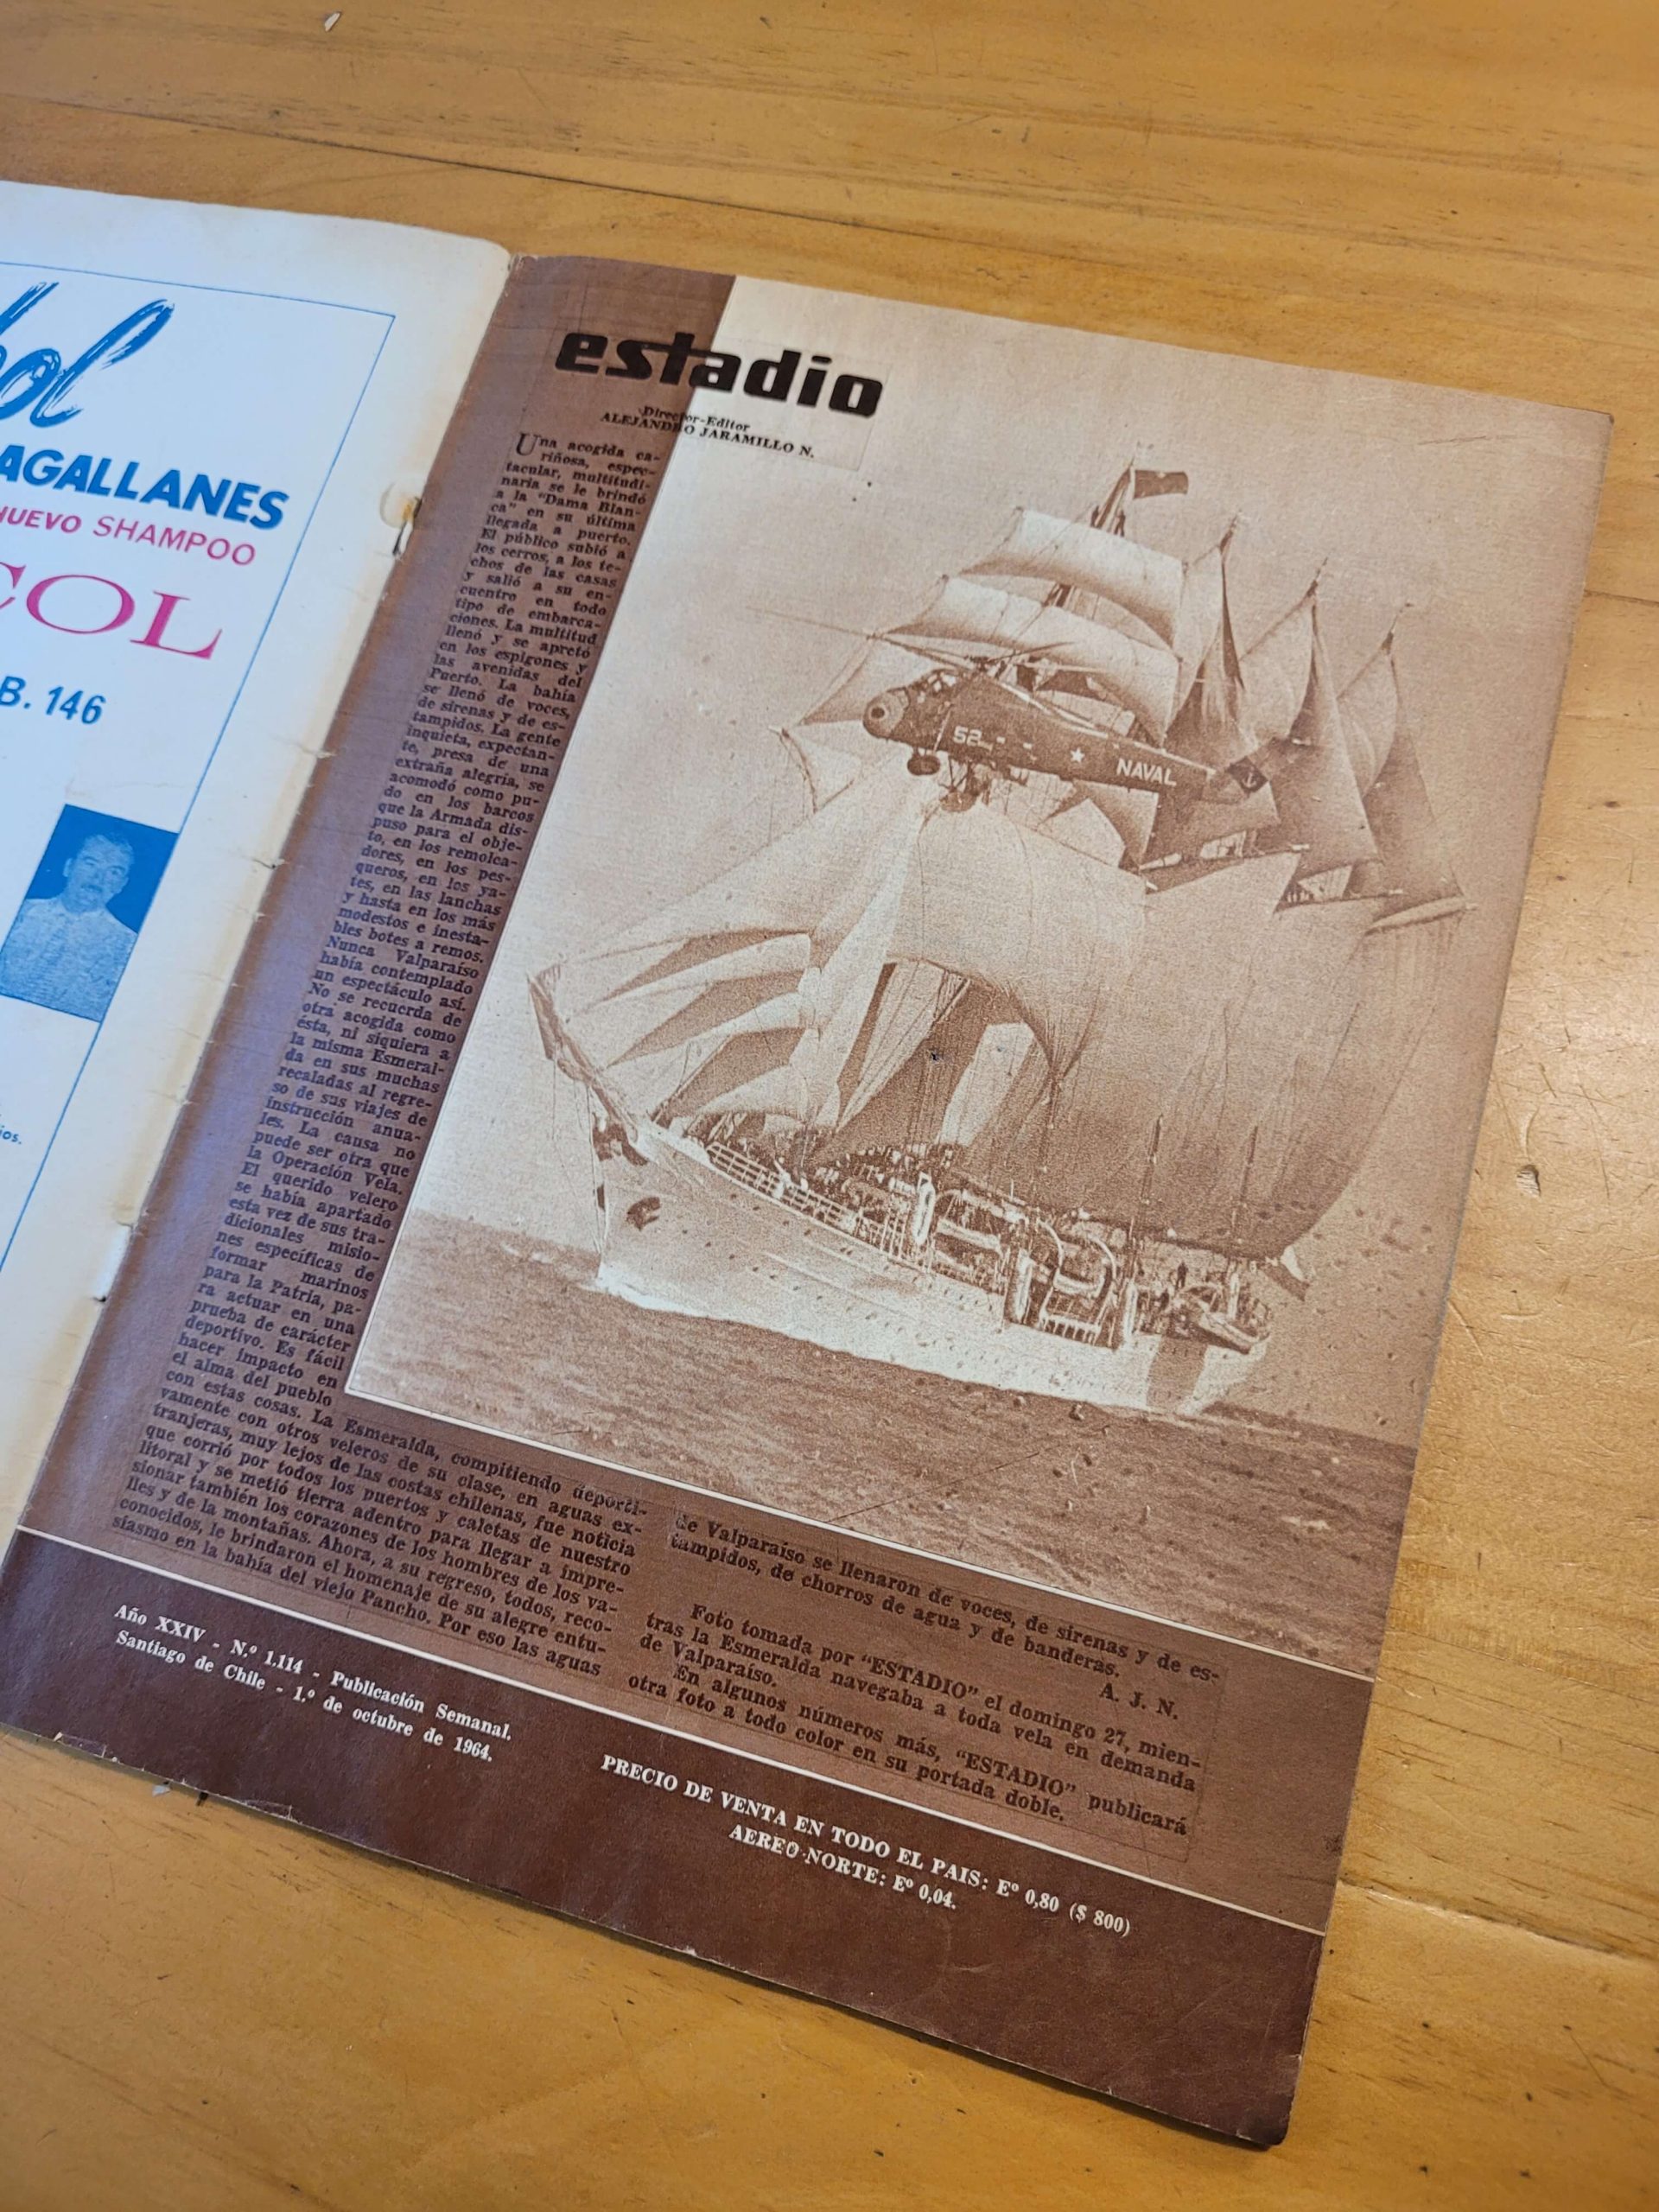 ol
AGALLANES
HUEVO SHAMPOO
COL
B. 146
ios.
estadio
Director-Editor
ALEJANDRO JARAMILLO N.
Una acogida ca-
riñosa, espec-
tacular, multitudi-
naria se le brindó
a la "Dama Blan-
ca" en su última
llegada a puerto.
El público subió a
los cerros, a los te-
chos de las casas
y salió a su en-
cuentro en todo
tipo de embarca-
ciones. La multitud
llenó y se apretó
en los espigones y
las avenidas del
Puerto. La bahía
se llenó de voces,
de sirenas y de es-
tampidos. La gente
inquieta, expectan-
te, presa de una
extraña alegría, se
acomodó como pu-
do en los barcos
que la Armada dis-
puso para el obje-
to, en los remolca-
dores, en los pes-
queros, en los ya-
tes, en las lanchas
y hasta en los más
modestos e inesta-
bles botes a remos.
Nunca Valparaíso
había contemplado
un espectáculo así.
No se recuerda de
otra acogida como
ésta, ni siquiera a
la misma Esmeral-
da en sus muchas
recaladas al regre-
so de sus viajes de
instrucción anua-
les. La causa no
puede ser otra que
la Operación Vela.
El querido velero
se había apartado
esta vez de sus tra-
dicionales misio-
nes específicas de
formar marinos
para la Patria, pa-
ra actuar en una
prueba de carácter
deportivo. Es fácil
hacer impacto en
el alma del pueblo
con estas cosas. La Esmeralda, compitiendo deporti-
vamente con otros veleros de su clase, en aguas ex-
tranjeras, muy lejos de las costas chilenas, fue noticia
que corrió por todos los puertos y caletas de nuestro
litoral y se metió tierra adentro para llegar a impre-
sionar también los corazones de los hombres de los va-
lles y de la montañas. Ahora, a su regreso, todos, reco-
conocidos, le brindaron el homenaje de su alegre entu-
siasmo en la bahía del viejo Pancho. Por eso las aguas
de Valparaíso se llenaron de voces, de sirenas y de es-
tampidos, de chorros de agua y de banderas.
A. J. N.
Foto tomada por "ESTADIO" el domingo 27, mien-
tras la Esmeralda navegaba a toda vela en demanda
de Valparaíso.
En algunos números más, "ESTADIO" publicará
otra foto a todo color en su portada doble.
52
NAVAL
Año XXIV - N.º 1.114 - Publicación Semanal.
Santiago de Chile - 1.º de octubre de 1964.
PRECIO DE VENTA EN TODO EL PAIS: Eº 0,80 ($ 800)
AEREO NORTE: Eº 0,04.